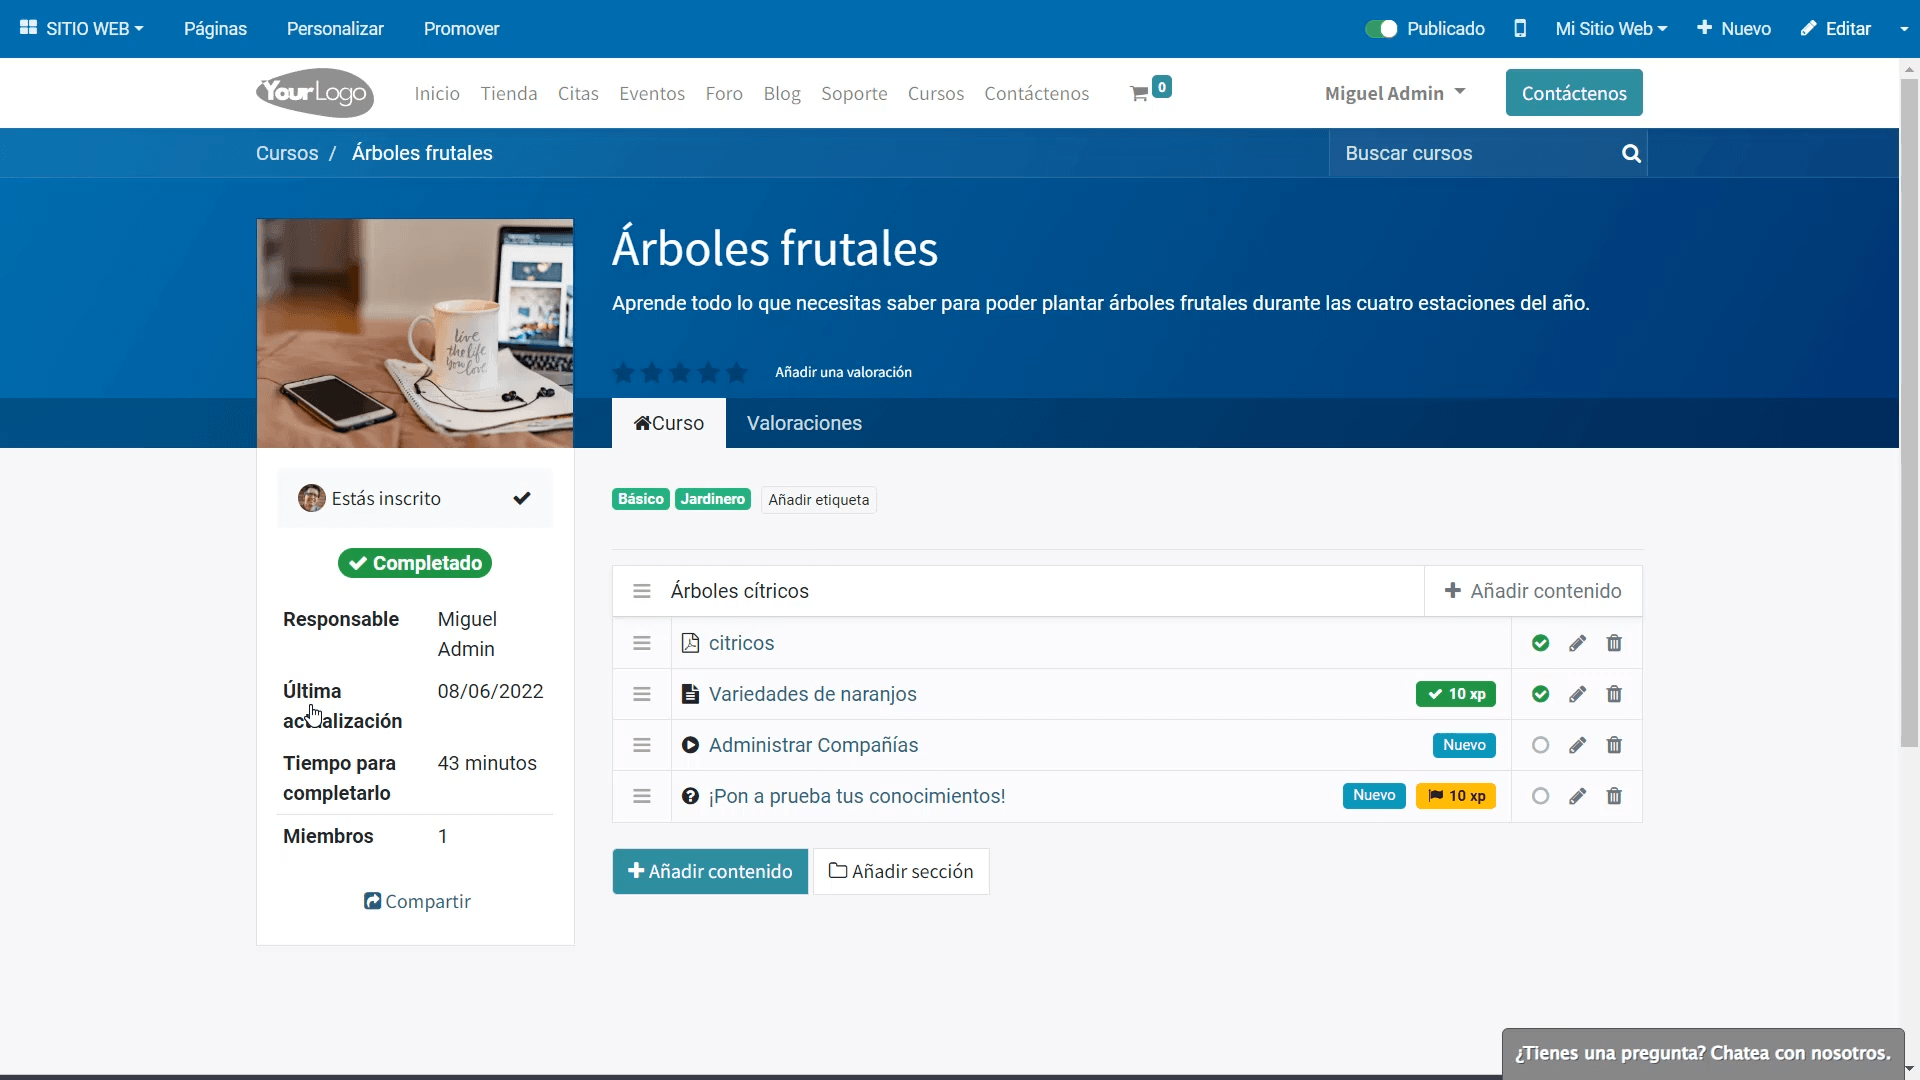 SITIO WEB
Páginas
Personalizar
Promover
Publicado
Mi Sitio Web
Nuevo
Editar
YourLogo
Inicio
Tienda
Citas
Eventos
Foro
Blog
Soporte
Cursos
Contáctenos
0
Miguel Admin
Contáctenos
Cursos / Árboles frutales
Buscar cursos
live
the life
you love
Árboles frutales
Aprende todo lo que necesitas saber para poder plantar árboles frutales durante las cuatro estaciones del año.
Añadir una valoración
Curso
Valoraciones
Estás inscrito
Completado
Responsable Miguel
Admin
Última 08/06/2022
actualización
Tiempo para 43 minutos
completarlo
Miembros 1
Compartir
Básico Jardinero Añadir etiqueta
Árboles cítricos
Añadir contenido
citricos
Variedades de naranjos
10 xp
Administrar Compañías
Nuevo
¡Pon a prueba tus conocimientos!
Nuevo
10 xp
Añadir contenido
Añadir sección
¿Tienes una pregunta? Chatea con nosotros.